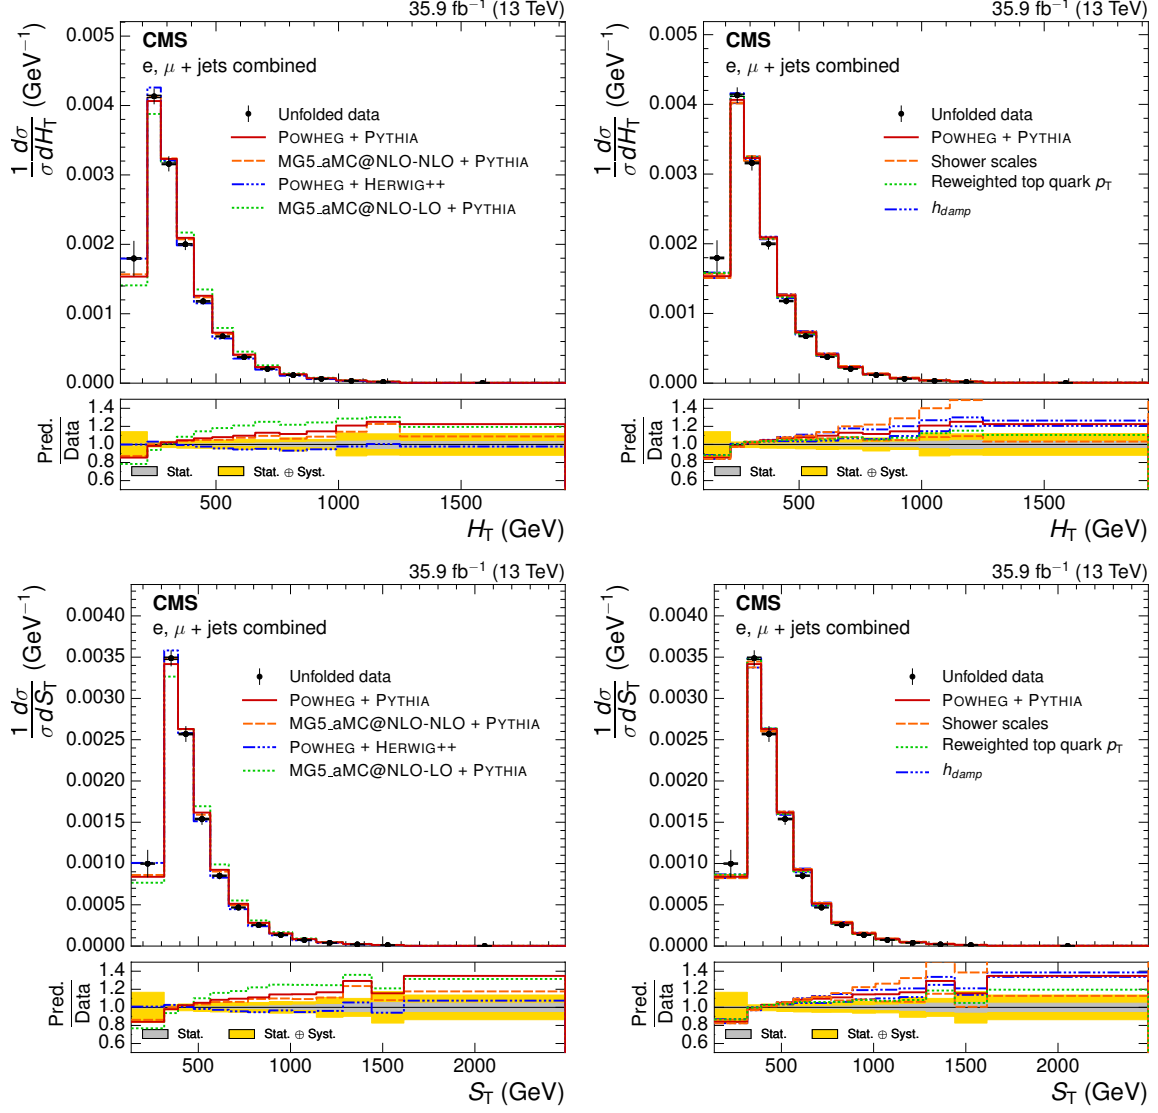 35.9 fb⁻¹ (13 TeV)
CMS
e, μ + jets combined
Unfolded data
POWHEG + PYTHIA
MG5_aMC@NLO-NLO + PYTHIA
POWHEG + HERWIG++
MG5_aMC@NLO-LO + PYTHIA
1/σ dσ/dH_T (GeV⁻¹)
0.005
0.004
0.003
0.002
0.001
0.000
Pred.
Data
1.4
1.2
1.0
0.8
0.6
Stat.
Stat. ⊕ Syst.
500 1000 1500
H_T (GeV)
35.9 fb⁻¹ (13 TeV)
CMS
e, μ + jets combined
Unfolded data
POWHEG + PYTHIA
Shower scales
Reweighted top quark p_T
h_damp
1/σ dσ/dH_T (GeV⁻¹)
0.005
0.004
0.003
0.002
0.001
0.000
Pred.
Data
1.4
1.2
1.0
0.8
0.6
Stat.
Stat. ⊕ Syst.
500 1000 1500
H_T (GeV)
35.9 fb⁻¹ (13 TeV)
CMS
e, μ + jets combined
Unfolded data
POWHEG + PYTHIA
MG5_aMC@NLO-NLO + PYTHIA
POWHEG + HERWIG++
MG5_aMC@NLO-LO + PYTHIA
1/σ dσ/dS_T (GeV⁻¹)
0.0040
0.0035
0.0030
0.0025
0.0020
0.0015
0.0010
0.0005
0.0000
Pred.
Data
1.4
1.2
1.0
0.8
0.6
Stat.
Stat. ⊕ Syst.
500 1000 1500 2000
S_T (GeV)
35.9 fb⁻¹ (13 TeV)
CMS
e, μ + jets combined
Unfolded data
POWHEG + PYTHIA
Shower scales
Reweighted top quark p_T
h_damp
1/σ dσ/dS_T (GeV⁻¹)
0.0040
0.0035
0.0030
0.0025
0.0020
0.0015
0.0010
0.0005
0.0000
Pred.
Data
1.4
1.2
1.0
0.8
0.6
Stat.
Stat. ⊕ Syst.
500 1000 1500 2000
S_T (GeV)